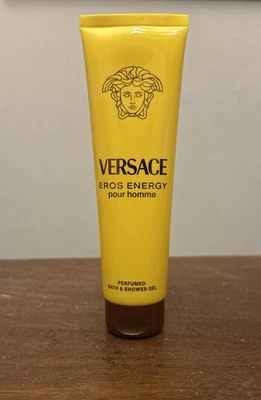 VERSACE
EROS ENERGY
pour homme
PERFUMED
BATH & SHOWER GEL